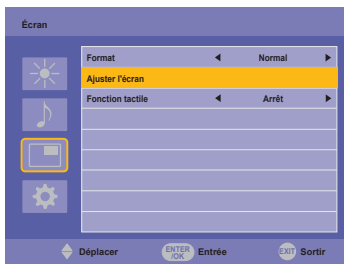 Écran
Format Normal
Ajuster l'écran
Fonction tactile Arrêt
Déplacer ENTER /OK Entrée EXIT Sortir